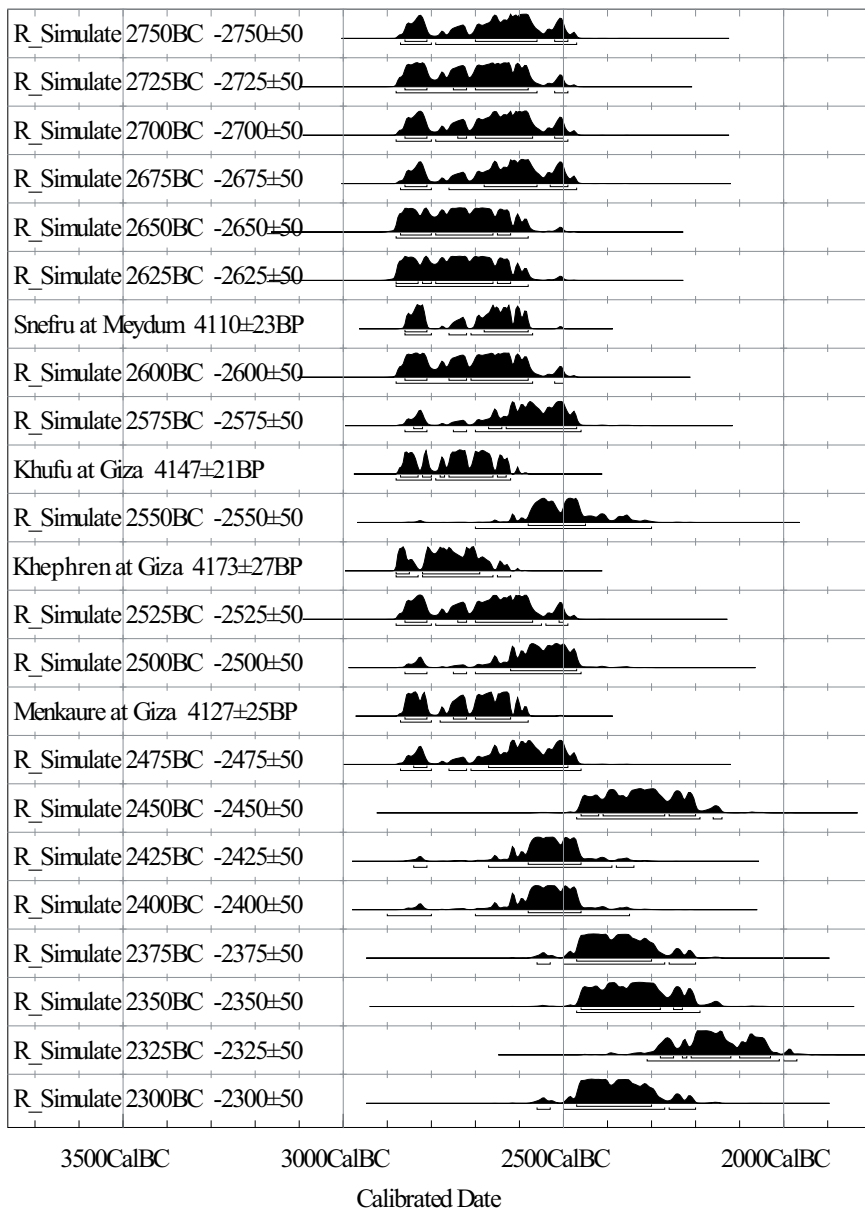 R_Simulate 2750BC -2750±50
R_Simulate 2725BC -2725±50
R_Simulate 2700BC -2700±50
R_Simulate 2675BC -2675±50
R_Simulate 2650BC -2650±50
R_Simulate 2625BC -2625±50
Snefru at Meydum 4110±23BP
R_Simulate 2600BC -2600±50
R_Simulate 2575BC -2575±50
Khufu at Giza 4147±21BP
R_Simulate 2550BC -2550±50
Khephren at Giza 4173±27BP
R_Simulate 2525BC -2525±50
R_Simulate 2500BC -2500±50
Menkaure at Giza 4127±25BP
R_Simulate 2475BC -2475±50
R_Simulate 2450BC -2450±50
R_Simulate 2425BC -2425±50
R_Simulate 2400BC -2400±50
R_Simulate 2375BC -2375±50
R_Simulate 2350BC -2350±50
R_Simulate 2325BC -2325±50
R_Simulate 2300BC -2300±50
3500CalBC 3000CalBC 2500CalBC 2000CalBC
Calibrated Date